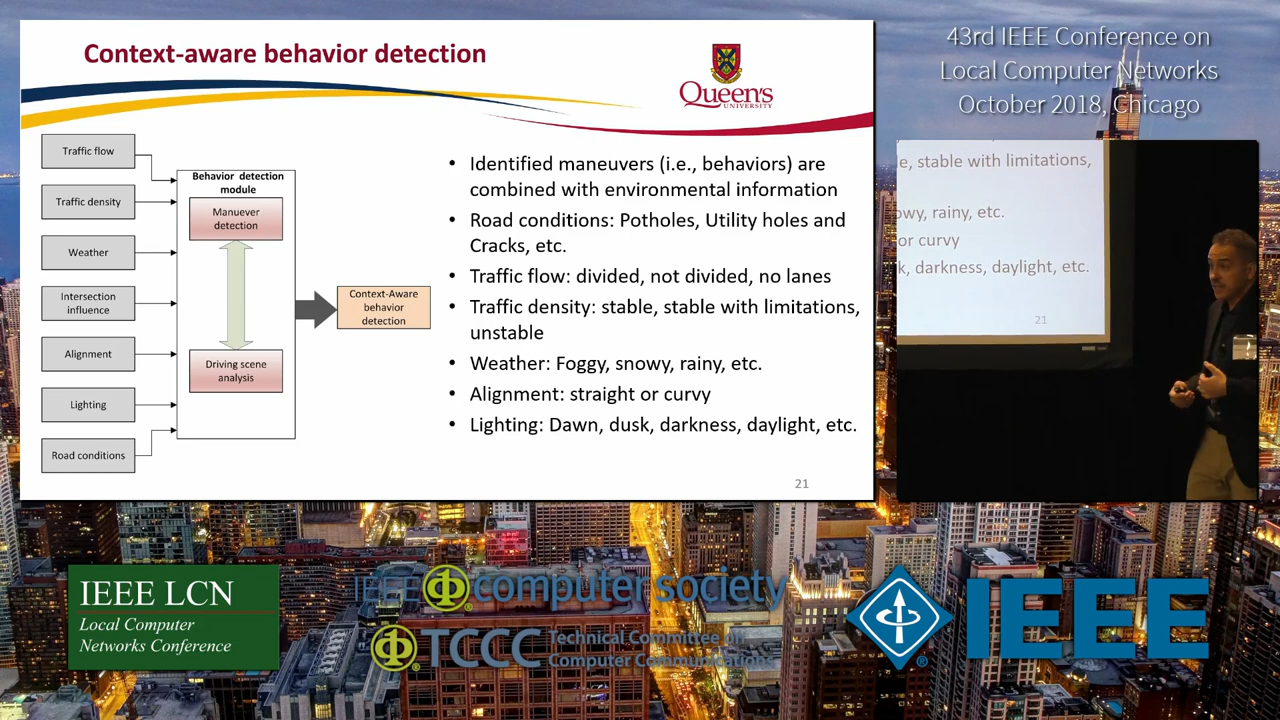 Context-aware behavior detection
Queen's
UNIVERSITY
43rd IEEE Conference on
Local Computer Networks
October 2018, Chicago
Traffic flow
Traffic density
Weather
Intersection
influence
Alignment
Lighting
Road conditions
Behavior detection
module
Manuever
detection
Driving scene
analysis
Context-Aware
behavior
detection
• Identified maneuvers (i.e., behaviors) are
combined with environmental information
• Road conditions: Potholes, Utility holes and
Cracks, etc.
• Traffic flow: divided, not divided, no lanes
• Traffic density: stable, stable with limitations,
unstable
• Weather: Foggy, snowy, rainy, etc.
• Alignment: straight or curvy
• Lighting: Dawn, dusk, darkness, daylight, etc.
21
e, stable with limitations,
owy, rainy, etc.
or curvy
k, darkness, daylight, etc.
21
IEEE LCN
Local Computer
Networks Conference
IEEE computer society
TCCC Technical Committee on
Computer Communications
IEEE